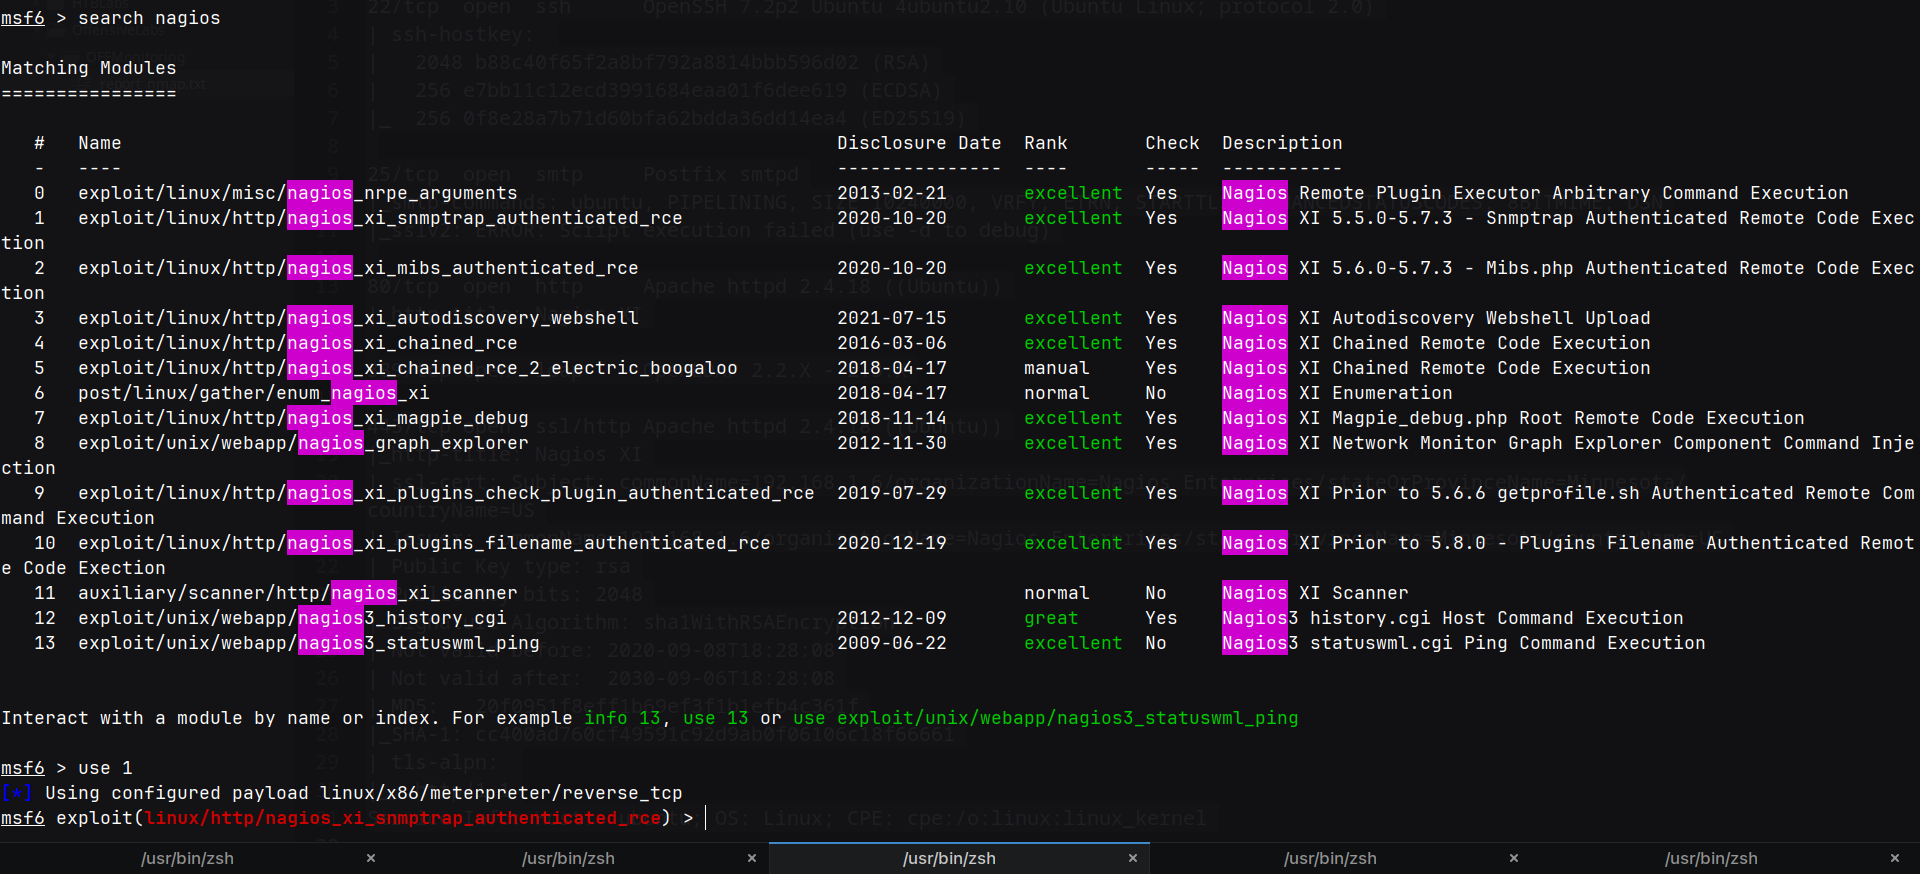 msf6 > search nagios
Matching Modules
================
# Name Disclosure Date Rank Check Description
- ---- --------------- ---- ----- -----------
0 exploit/linux/misc/nagios_nrpe_arguments 2013-02-21 excellent Yes Nagios Remote Plugin Executor Arbitrary Command Execution
1 exploit/linux/http/nagios_xi_snmptrap_authenticated_rce 2020-10-20 excellent Yes Nagios XI 5.5.0-5.7.3 - Snmptrap Authenticated Remote Code Exec
tion
2 exploit/linux/http/nagios_xi_mibs_authenticated_rce 2020-10-20 excellent Yes Nagios XI 5.6.0-5.7.3 - Mibs.php Authenticated Remote Code Exec
tion
3 exploit/linux/http/nagios_xi_autodiscovery_webshell 2021-07-15 excellent Yes Nagios XI Autodiscovery Webshell Upload
4 exploit/linux/http/nagios_xi_chained_rce 2016-03-06 excellent Yes Nagios XI Chained Remote Code Execution
5 exploit/linux/http/nagios_xi_chained_rce_2_electric_boogaloo 2018-04-17 manual Yes Nagios XI Chained Remote Code Execution
6 post/linux/gather/enum_nagios_xi 2018-04-17 normal No Nagios XI Enumeration
7 exploit/linux/http/nagios_xi_magpie_debug 2018-11-14 excellent Yes Nagios XI Magpie_debug.php Root Remote Code Execution
8 exploit/unix/webapp/nagios_graph_explorer 2012-11-30 excellent Yes Nagios XI Network Monitor Graph Explorer Component Command Inje
ction
9 exploit/linux/http/nagios_xi_plugins_check_plugin_authenticated_rce 2019-07-29 excellent Yes Nagios XI Prior to 5.6.6 getprofile.sh Authenticated Remote Com
mand Execution
10 exploit/linux/http/nagios_xi_plugins_filename_authenticated_rce 2020-12-19 excellent Yes Nagios XI Prior to 5.8.0 - Plugins Filename Authenticated Remot
e Code Exection
11 auxiliary/scanner/http/nagios_xi_scanner normal No Nagios XI Scanner
12 exploit/unix/webapp/nagios3_history_cgi 2012-12-09 great Yes Nagios3 history.cgi Host Command Execution
13 exploit/unix/webapp/nagios3_statuswml_ping 2009-06-22 excellent No Nagios3 statuswml.cgi Ping Command Execution
Interact with a module by name or index. For example info 13, use 13 or use exploit/unix/webapp/nagios3_statuswml_ping
msf6 > use 1
[*] Using configured payload linux/x86/meterpreter/reverse_tcp
msf6 exploit(linux/http/nagios_xi_snmptrap_authenticated_rce) >
/usr/bin/zsh × /usr/bin/zsh × /usr/bin/zsh × /usr/bin/zsh × /usr/bin/zsh ×